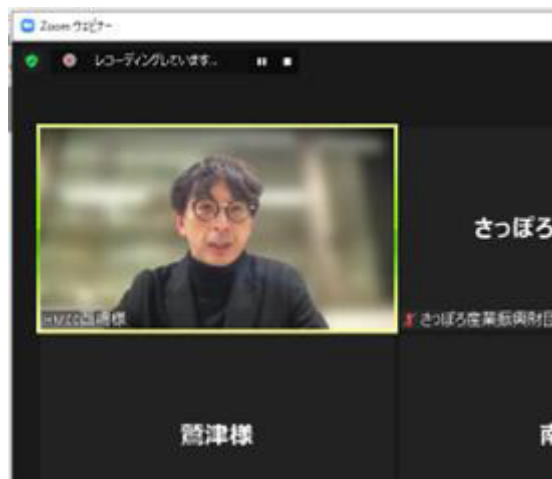 Zoom ウェビナー
レコーディングしています...
さっぽろ
さっぽろ産業振興財団
鷲津様
南